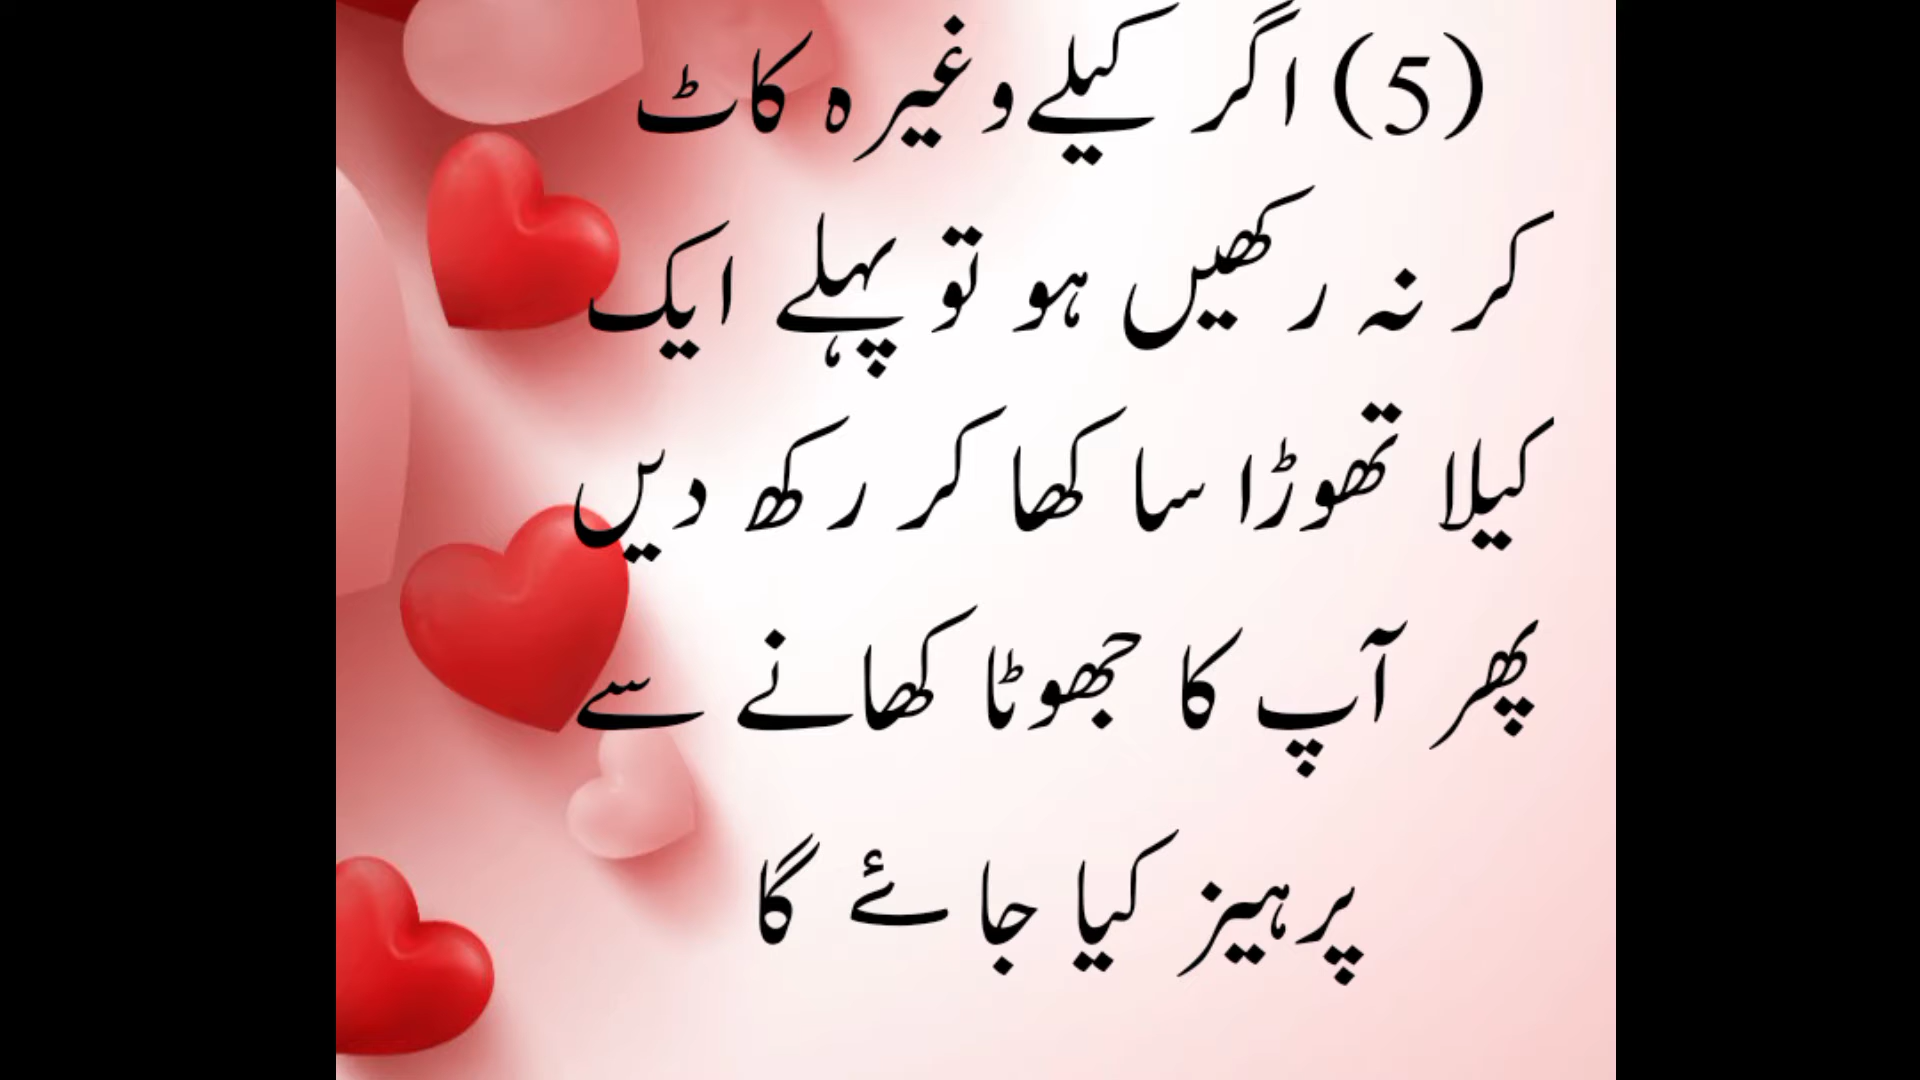 (5) اگر کیلے وغیرہ کاٹ
کر نہ رکھیں ہو تو پہلے ایک
کیلا تھوڑا سا کھا کر رکھ دیں
پھر آپ کا جھوٹا کھانے سے
پرہیز کیا جائے گا